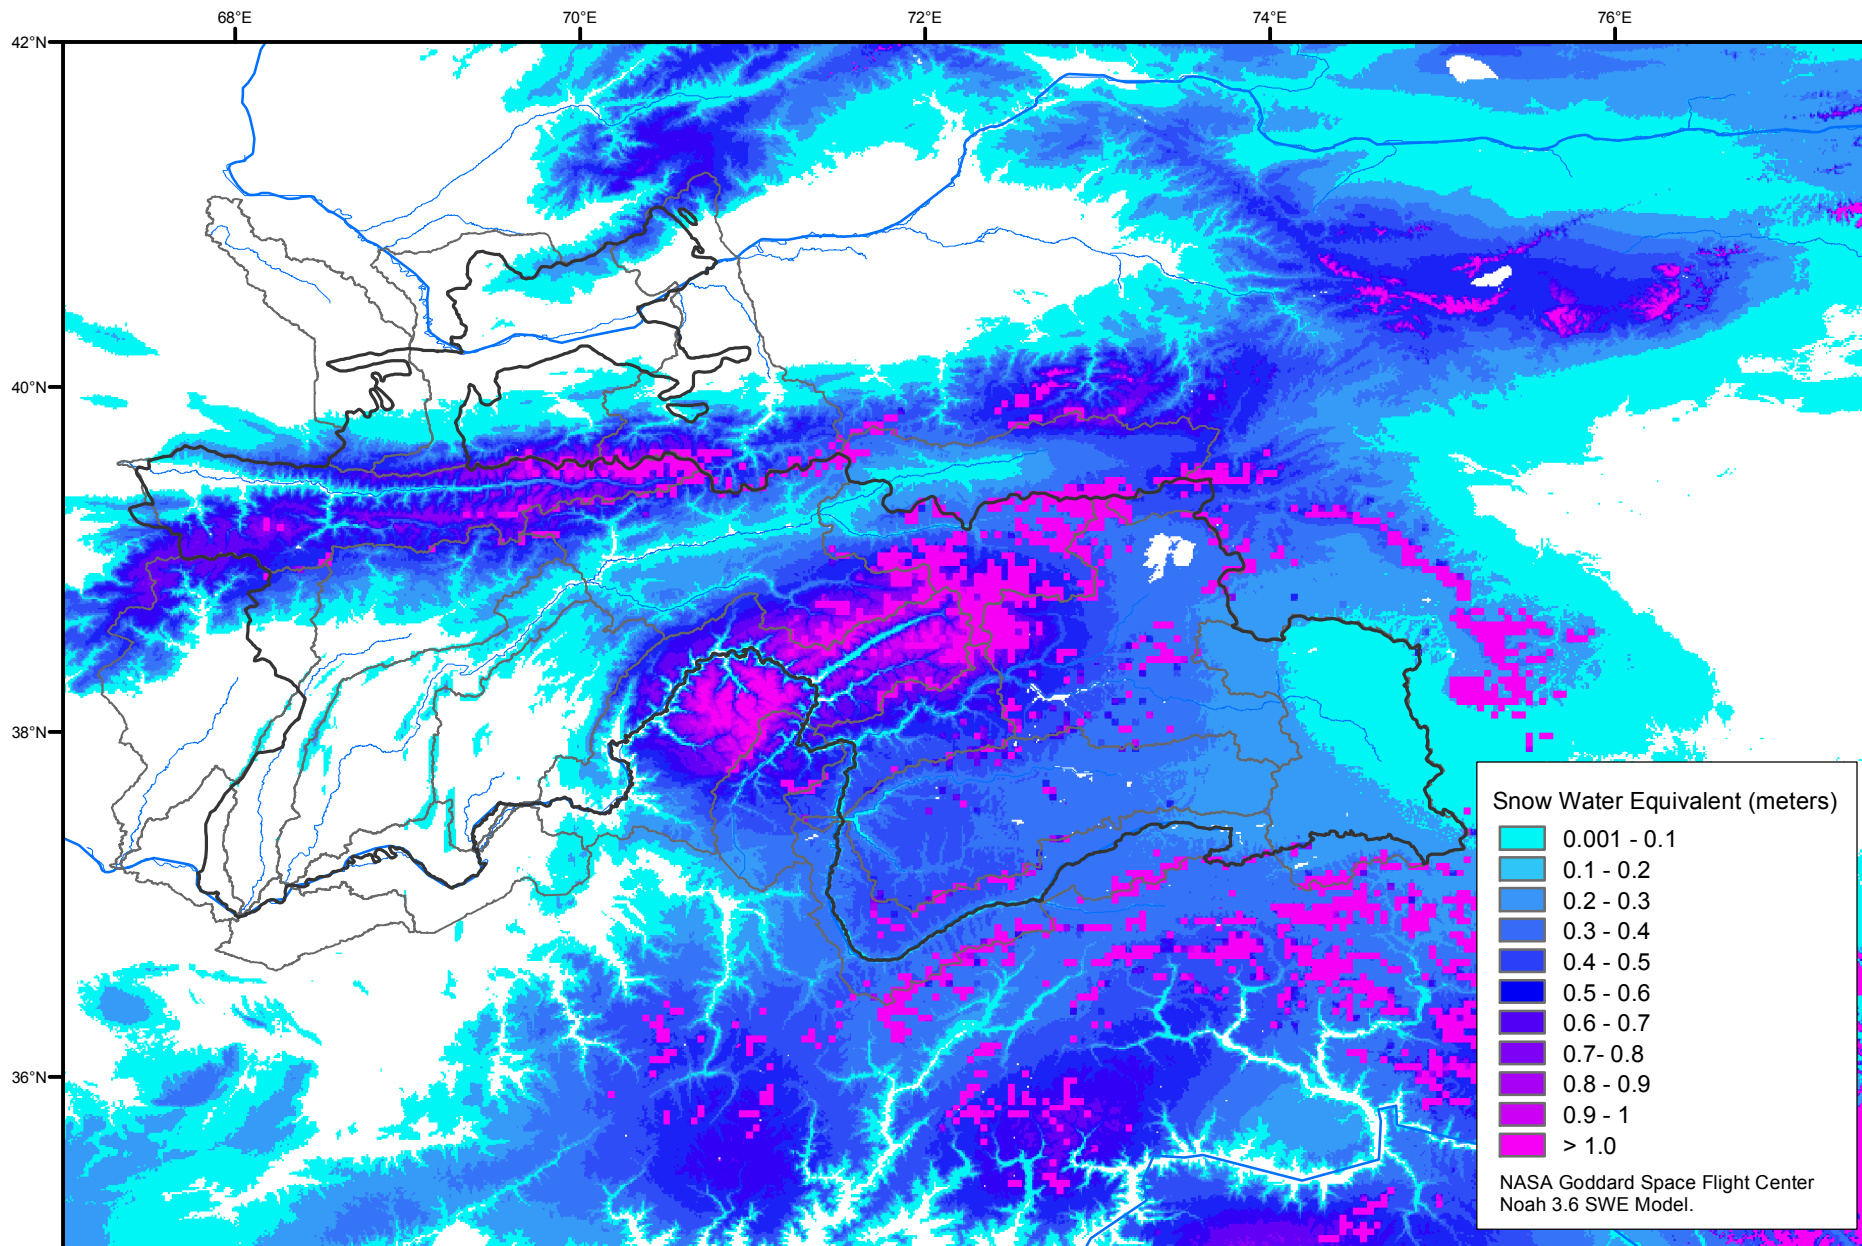 68°E
70°E
72°E
74°E
76°E
42°N
40°N
38°N
36°N
Snow Water Equivalent (meters)
0.001 - 0.1
0.1 - 0.2
0.2 - 0.3
0.3 - 0.4
0.4 - 0.5
0.5 - 0.6
0.6 - 0.7
0.7- 0.8
0.8 - 0.9
0.9 - 1
> 1.0
NASA Goddard Space Flight Center
Noah 3.6 SWE Model.